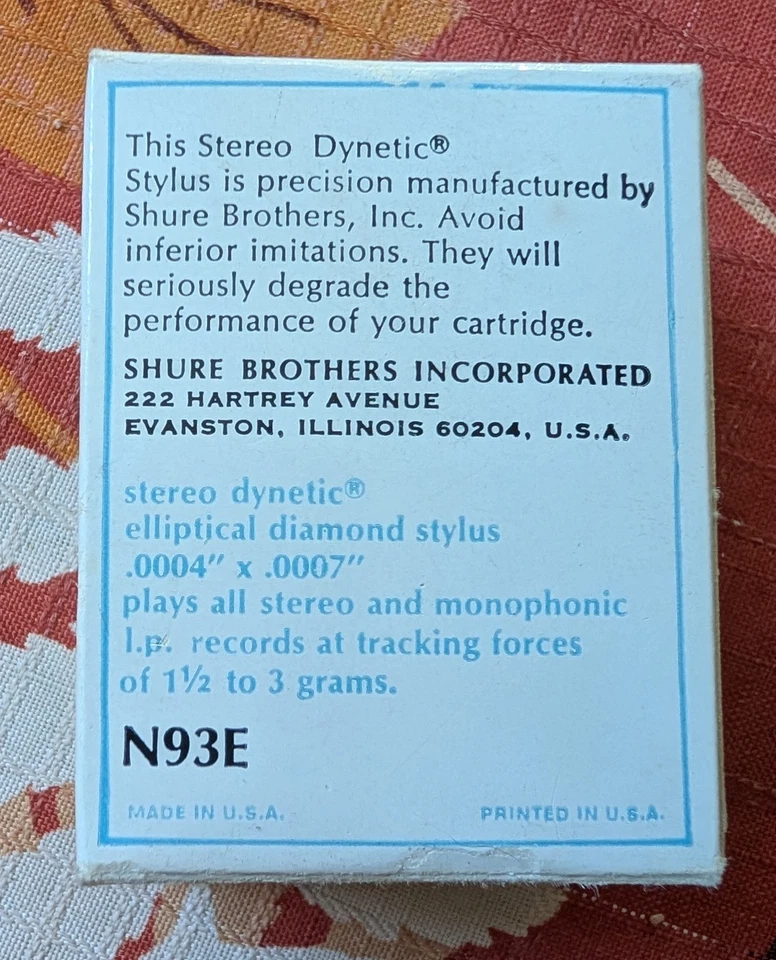 This Stereo Dynetic®
Stylus is precision manufactured by
Shure Brothers, Inc. Avoid
inferior imitations. They will
seriously degrade the
performance of your cartridge.
SHURE BROTHERS INCORPORATED
222 HARTREY AVENUE
EVANSTON, ILLINOIS 60204, U.S.A.
stereo dynetic®
elliptical diamond stylus
.0004″ x .0007″
plays all stereo and monophonic
l.p. records at tracking forces
of 1½ to 3 grams.
N93E
MADE IN U.S.A.
PRINTED IN U.S.A.